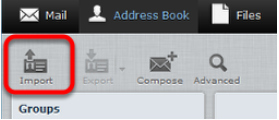 Mail Address Book Files
Import Export Compose Advanced
Groups